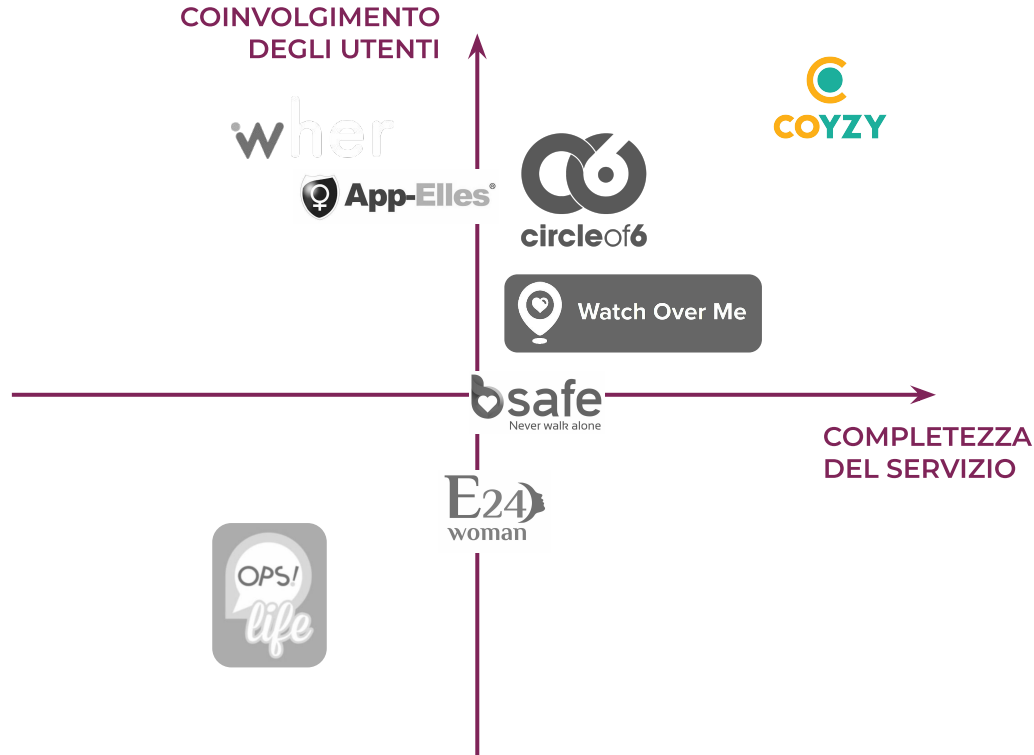 COINVOLGIMENTO
DEGLI UTENTI
COYZY
wher
App-Elles®
circleof6
Watch Over Me
bsafe
Never walk alone
COMPLETEZZA
DEL SERVIZIO
E24
woman
OPS!
life